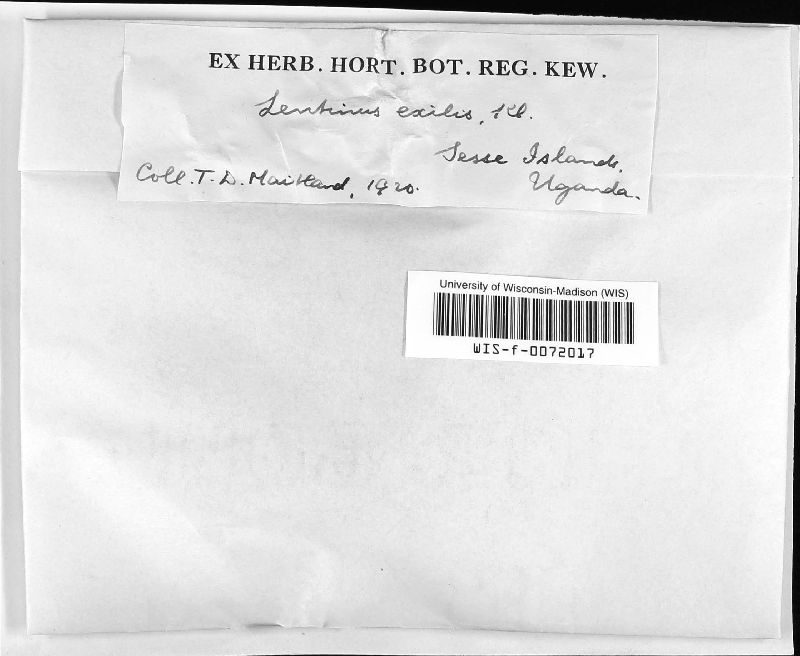 EX HERB. HORT. BOT. REG. KEW.
Lentinus exilis, Kl.
Sesse Islands,
Uganda.
Coll. T. D. Maitland, 1920.
University of Wisconsin-Madison (WIS)
WIS-f-0072017